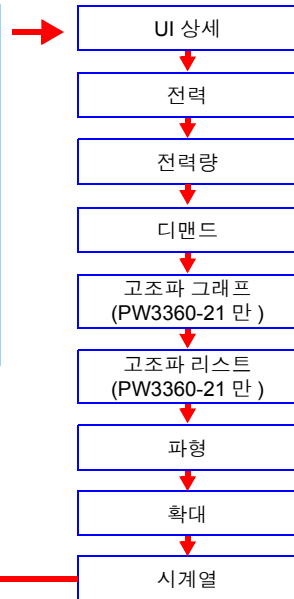 UI 상세
전력
전력량
디맨드
고조파 그래프
(PW3360-21 만 )
고조파 리스트
(PW3360-21 만 )
파형
확대
시계열